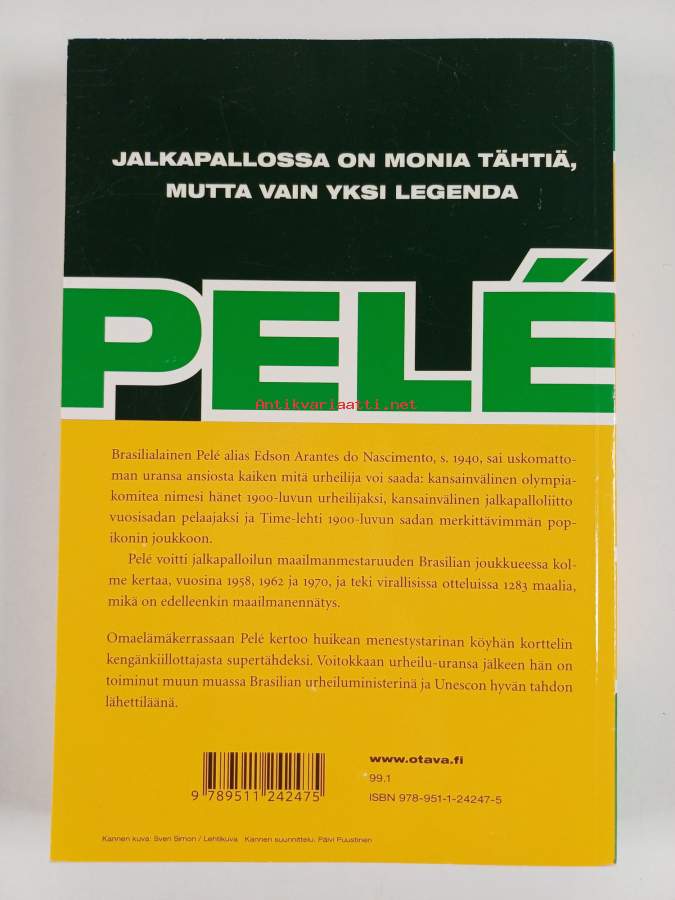 JALKAPALLOSSA ON MONIA TÄHTIÄ,
MUTTA VAIN YKSI LEGENDA
PELÉ
Antikvariaatti.net
Brasilialainen Pelé alias Edson Arantes do Nascimento, s. 1940, sai uskomatto-
man uransa ansiosta kaiken mitä urheilija voi saada: kansainvälinen olympia-
komitea nimesi hänet 1900-luvun urheilijaksi, kansainvälinen jalkapalloliitto
vuosisadan pelaajaksi ja Time-lehti 1900-luvun sadan merkittävimmän pop-
ikonin joukkoon.
Pelé voitti jalkapalloilun maailmanmestaruuden Brasilian joukkueessa kol-
me kertaa, vuosina 1958, 1962 ja 1970, ja teki virallisissa otteluissa 1283 maalia,
mikä on edelleenkin maailmanennätys.
Omaelämäkerrassaan Pelé kertoo huikean menestystarinan köyhän korttelin
kengänkiillottajasta supertähdeksi. Voitokkaan urheilu-uransa jälkeen hän on
toiminut muun muassa Brasilian urheiluministerinä ja Unescon hyvän tahdon
lähettiläänä.
www.otava.fi
99.1
ISBN 978-951-1-24247-5
9 789511 242475
Kannen kuva: Sven Simon / Lehtikuva Kannen suunnittelu: Päivi Puustinen